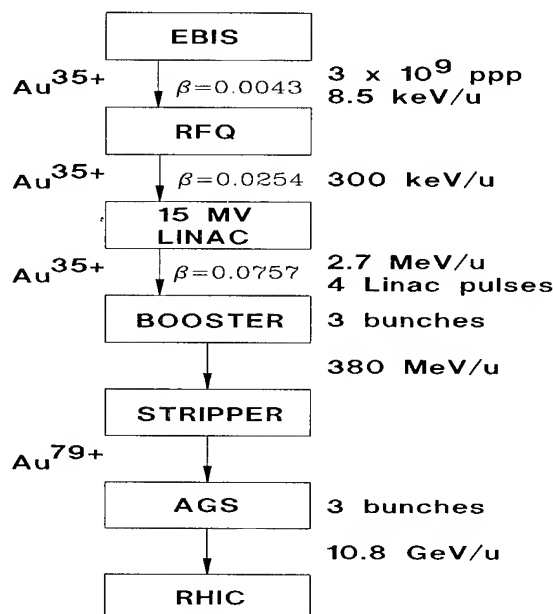 EBIS
Au35+ β=0.0043 3 x 10^9 ppp
8.5 keV/u
RFQ
Au35+ β=0.0254 300 keV/u
15 MV
LINAC
Au35+ β=0.0757 2.7 MeV/u
4 Linac pulses
BOOSTER 3 bunches
380 MeV/u
STRIPPER
Au79+
AGS 3 bunches
10.8 GeV/u
RHIC